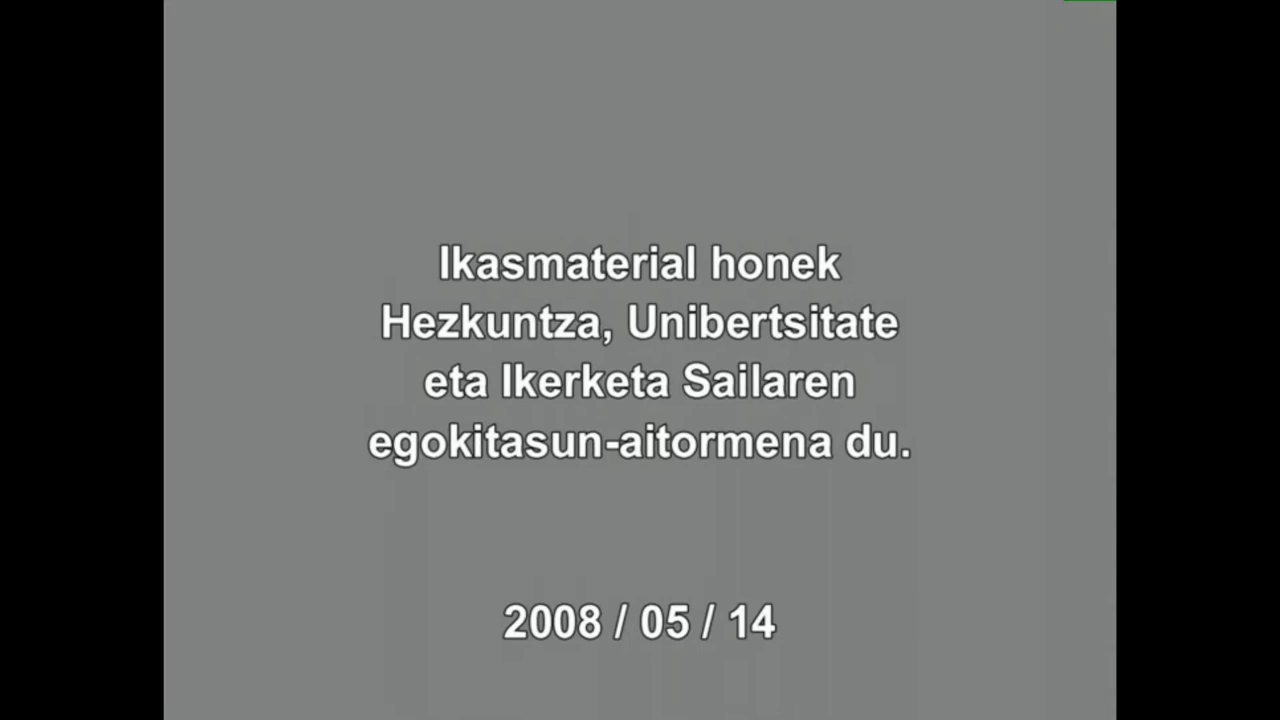 Ikasmaterial honek
Hezkuntza, Unibertsitate
eta Ikerketa Sailaren
egokitasun-aitormena du.
2008 / 05 / 14